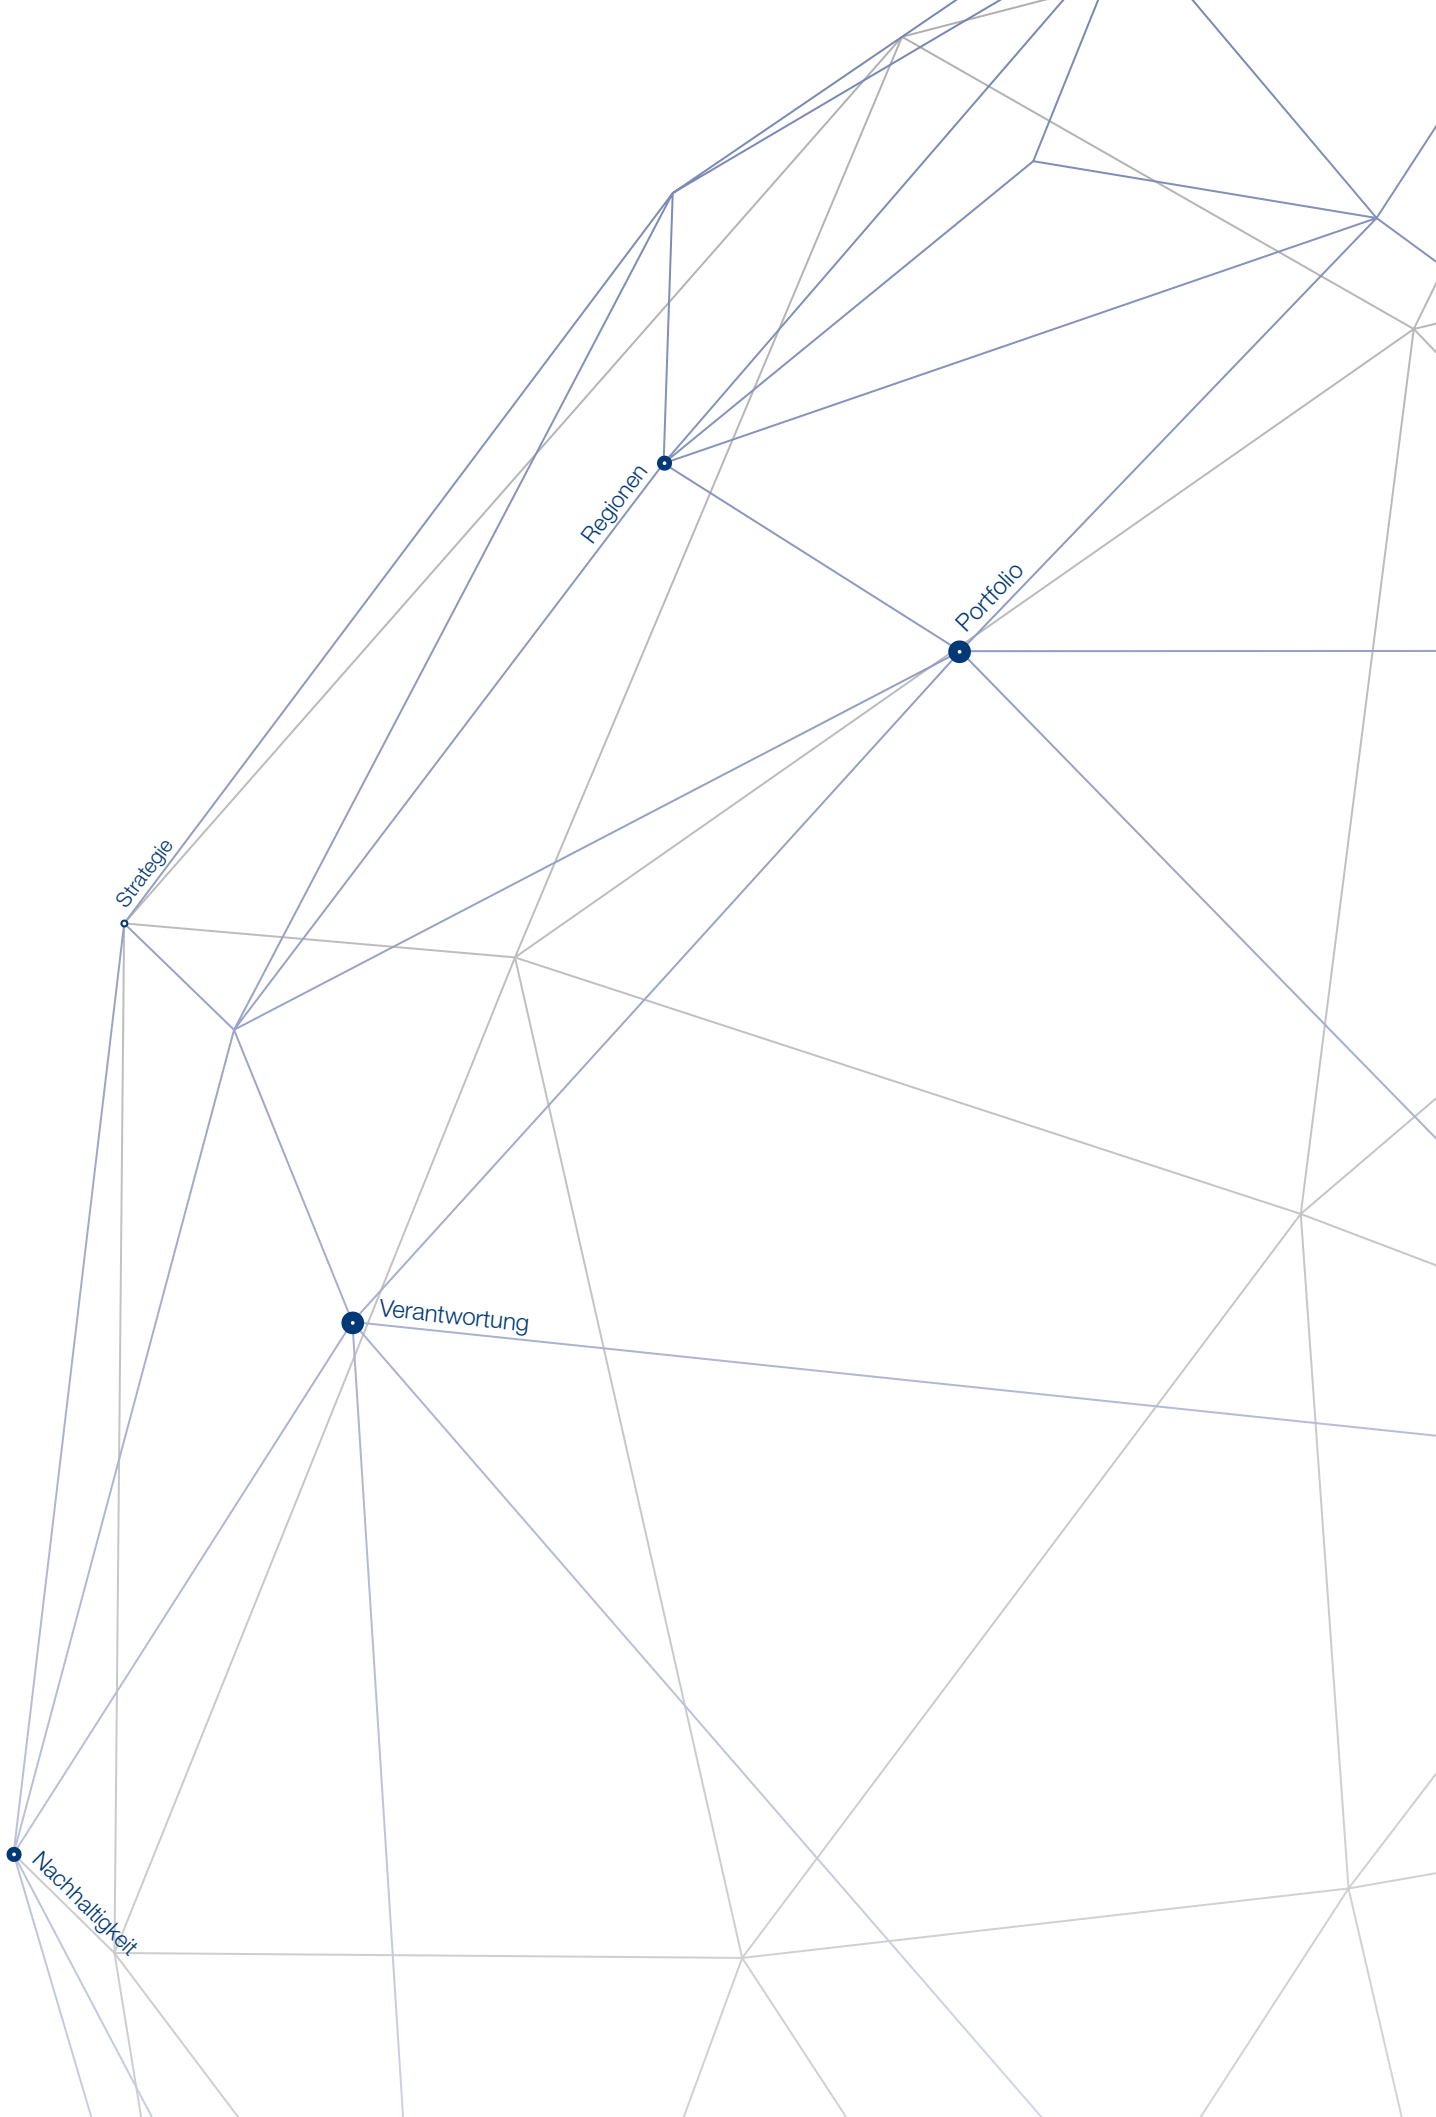 Regionen
Portfolio
Strategie
Verantwortung
Nachhaltigkeit